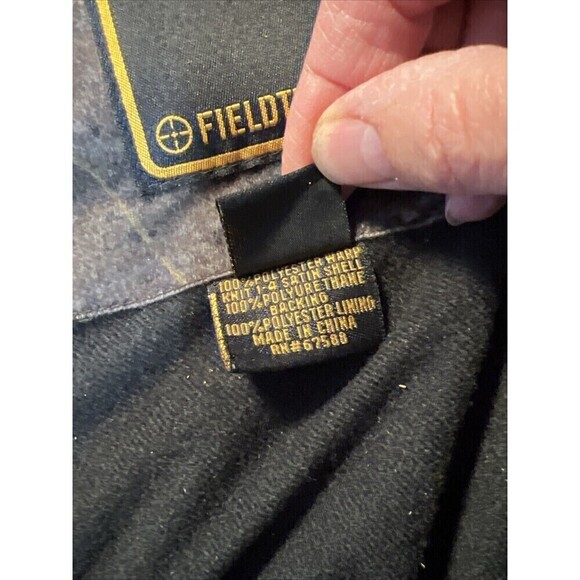 FIELDT
100% POLYESTER WARP
KNIT 1-4 SATIN SHELL
100% POLYURETHANE
BACKING
100% POLYESTER LINING
MADE IN CHINA
RN#67588